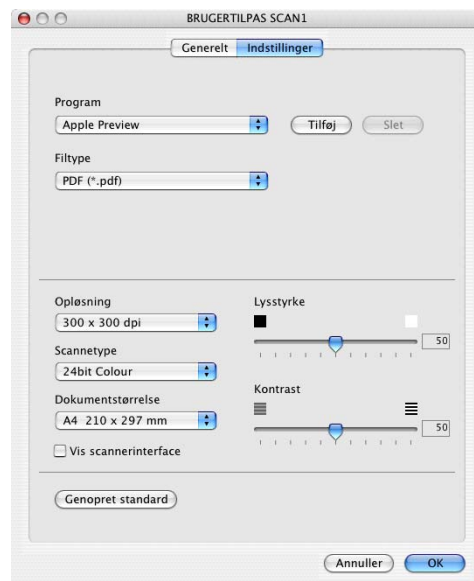 BRUGERTILPAS SCAN1
Generelt Indstillinger
Program
Apple Preview Tilføj Slet
Filtype
PDF (*.pdf)
Opløsning Lysstyrke
300 x 300 dpi
50
Scannetype
24bit Colour
Kontrast
Dokumentstørrelse
A4 210 x 297 mm
50
Vis scannerinterface
Genopret standard
Annuller OK